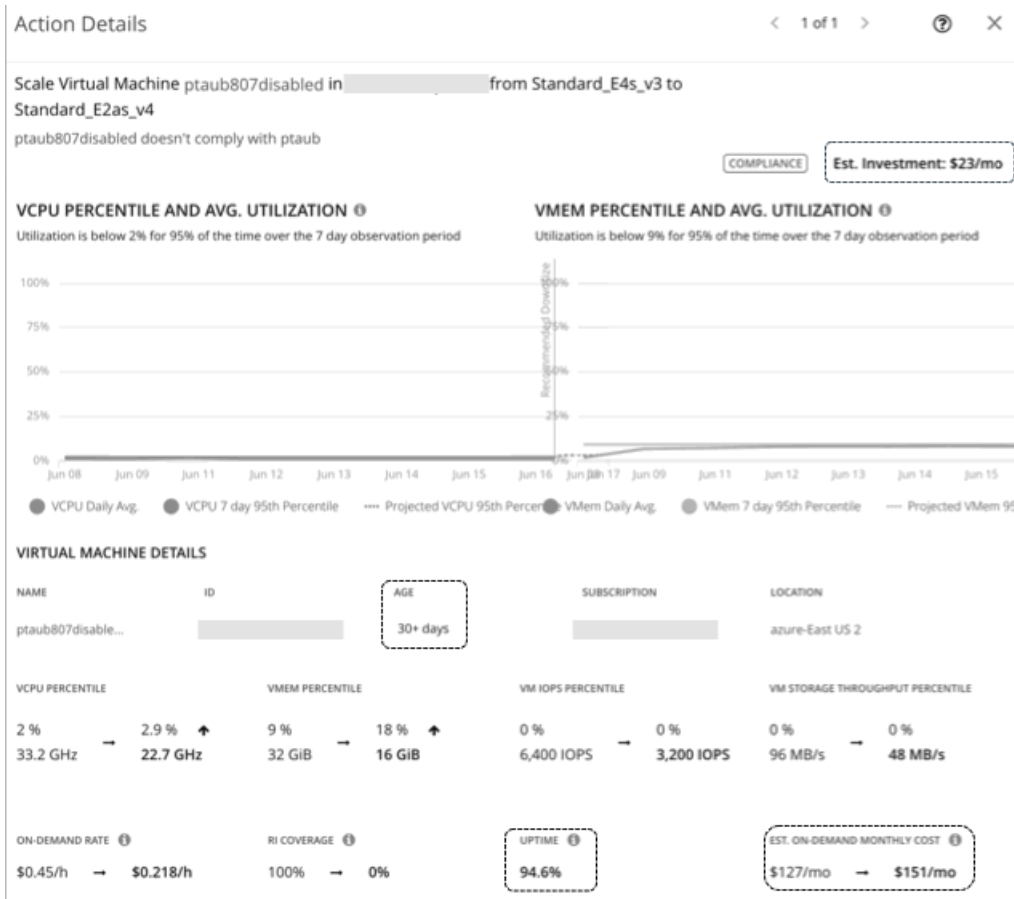 Action Details
1 of 1
Scale Virtual Machine ptaub807disabled in from Standard_E4s_v3 to
Standard_E2as_v4
ptaub807disabled doesn't comply with ptaub
COMPLIANCE
Est. Investment: $23/mo
VCPU PERCENTILE AND AVG. UTILIZATION
Utilization is below 2% for 95% of the time over the 7 day observation period
100%
75%
50%
25%
0%
Jun 08 Jun 09 Jun 11 Jun 12 Jun 13 Jun 14 Jun 15 Jun 16 Jun 17
Recommended Downsize
VCPU Daily Avg. VCPU 7 day 95th Percentile Projected VCPU 95th Percen
VMEM PERCENTILE AND AVG. UTILIZATION
Utilization is below 9% for 95% of the time over the 7 day observation period
Jun 09 Jun 11 Jun 12 Jun 13 Jun 14 Jun 15
VMem Daily Avg. VMem 7 day 95th Percentile Projected VMem 95
VIRTUAL MACHINE DETAILS
NAME ID AGE SUBSCRIPTION LOCATION
ptaub807disable... 30+ days azure-East US 2
VCPU PERCENTILE VMEM PERCENTILE VM IOPS PERCENTILE VM STORAGE THROUGHPUT PERCENTILE
2 % 2.9 % ↑ 9 % 18 % ↑ 0 % 0 % 0 % 0 %
33.2 GHz → 22.7 GHz 32 GiB → 16 GiB 6,400 IOPS → 3,200 IOPS 96 MB/s → 48 MB/s
ON-DEMAND RATE RI COVERAGE UPTIME EST. ON-DEMAND MONTHLY COST
$0.45/h → $0.218/h 100% → 0% 94.6% $127/mo → $151/mo